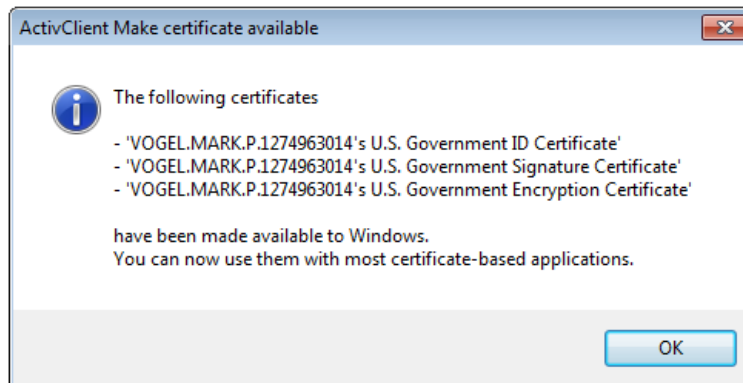 ActivClient Make certificate available
The following certificates
- 'VOGEL.MARK.P.1274963014's U.S. Government ID Certificate'
- 'VOGEL.MARK.P.1274963014's U.S. Government Signature Certificate'
- 'VOGEL.MARK.P.1274963014's U.S. Government Encryption Certificate'
have been made available to Windows.
You can now use them with most certificate-based applications.
OK